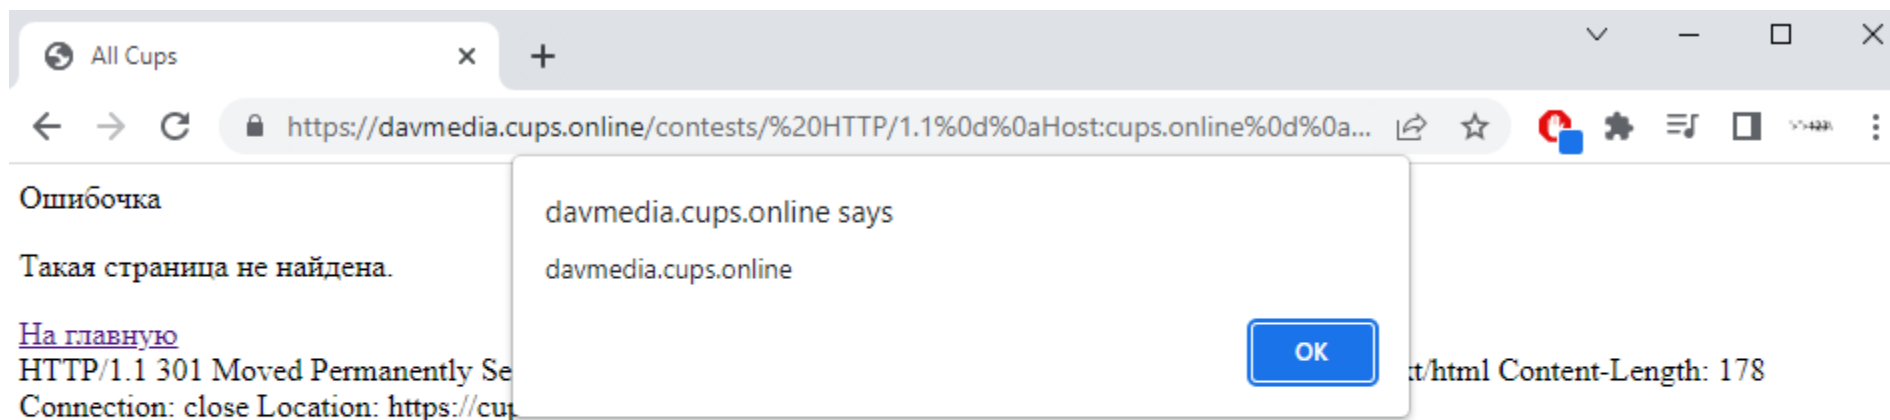 All Cups
https://davmedia.cups.online/contests/%20HTTP/1.1%0d%0aHost:cups.online%0d%0a...
Ошибочка
davmedia.cups.online says
Такая страница не найдена.
davmedia.cups.online
На главную
OK
HTTP/1.1 301 Moved Permanently Se
t/html Content-Length: 178
Connection: close Location: https://cup